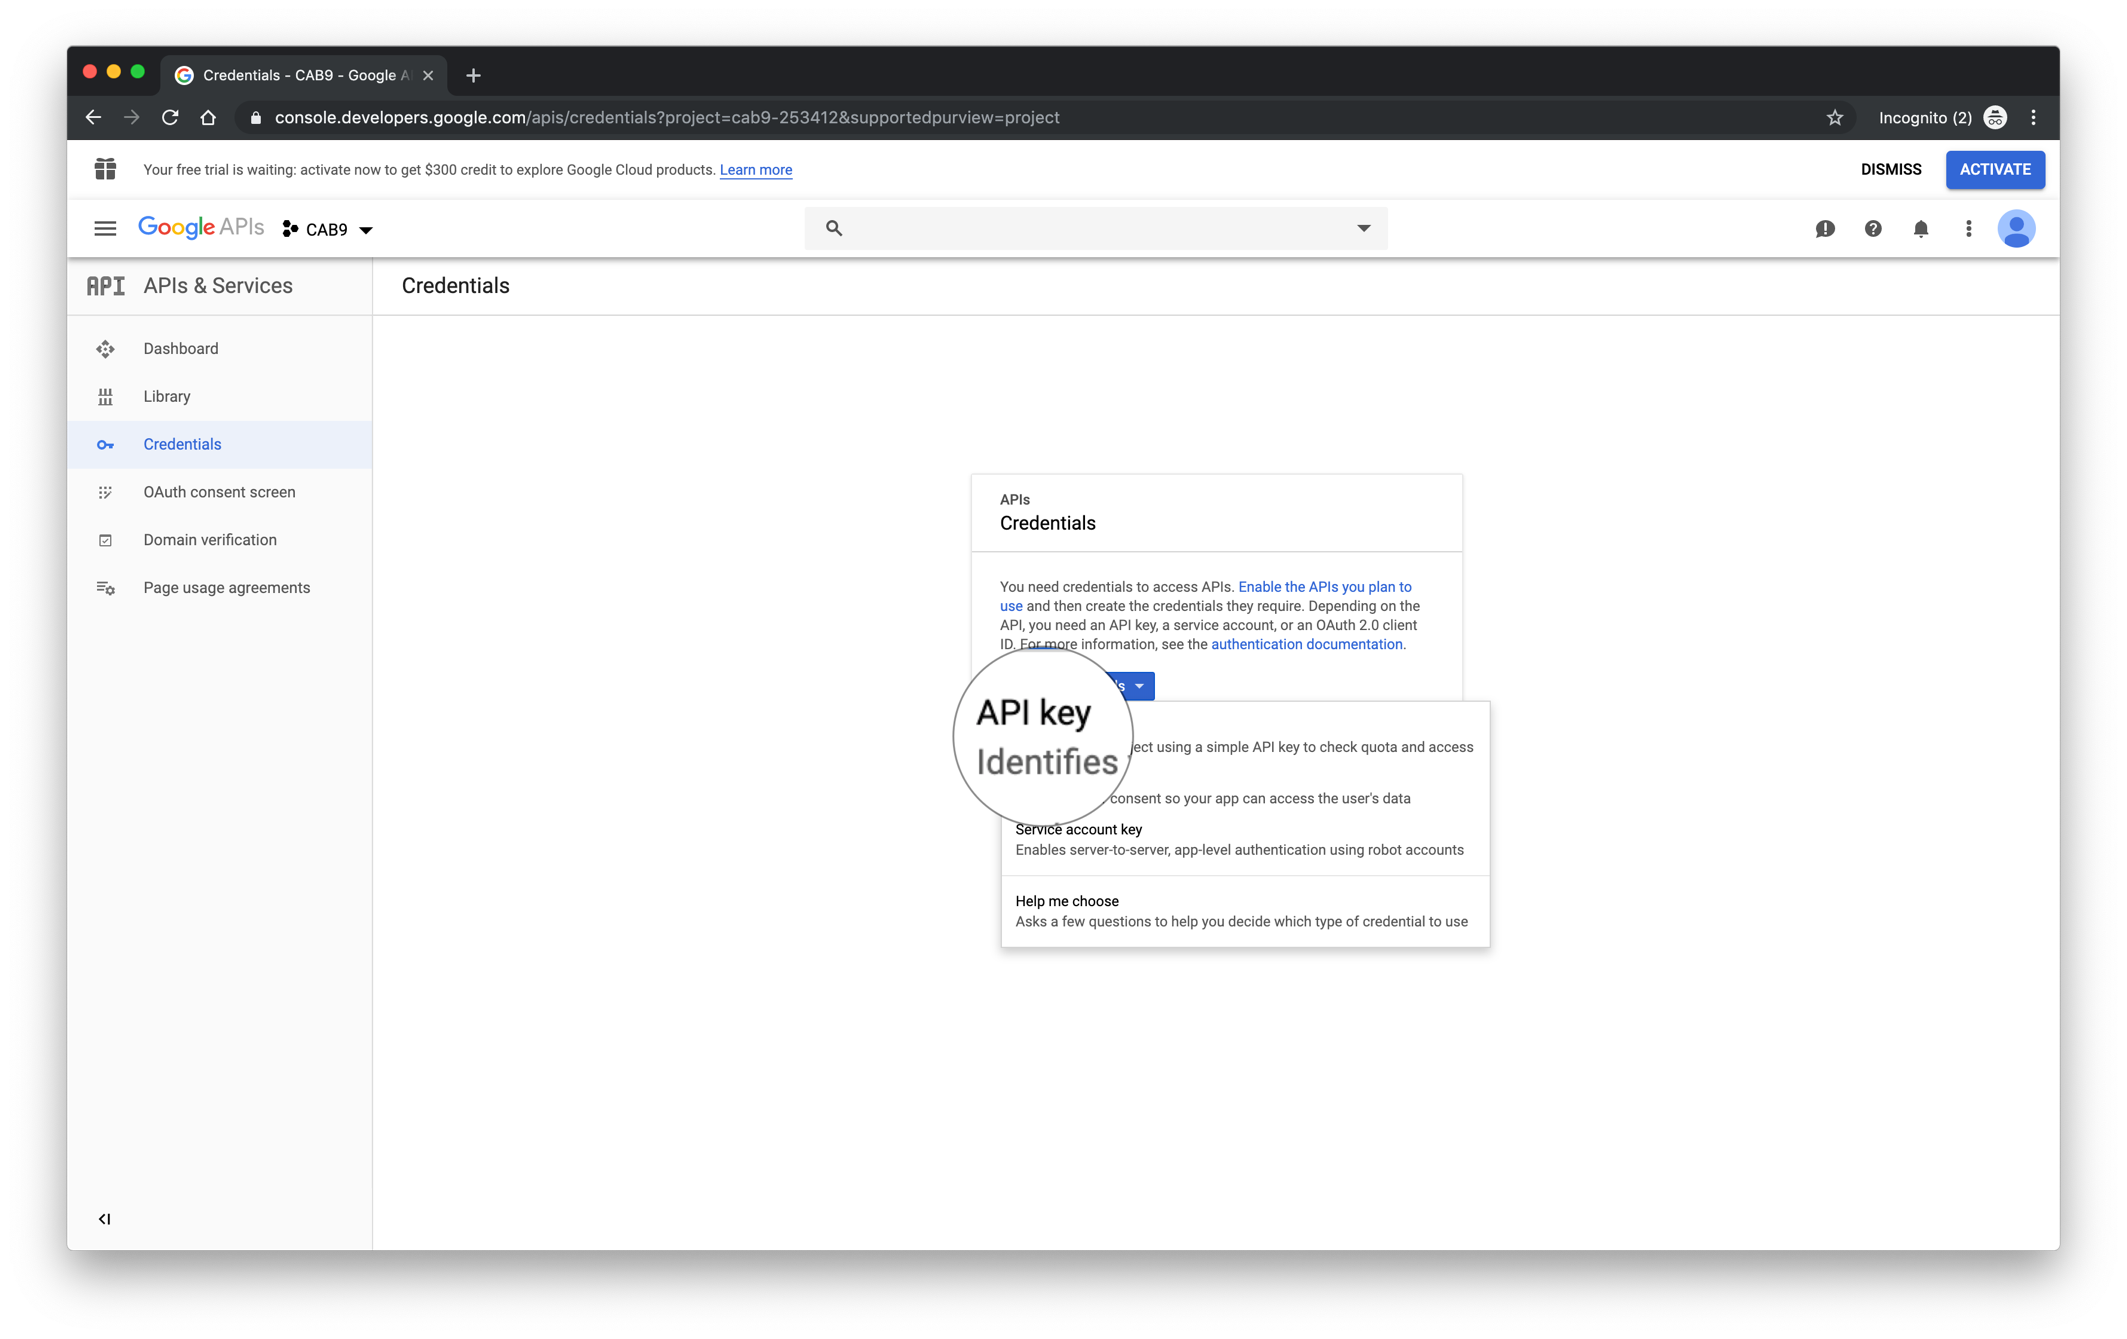 Credentials - CAB9 - Google A
console.developers.google.com/apis/credentials?project=cab9-253412&supportedpurview=project
Incognito (2)
Your free trial is waiting: activate now to get $300 credit to explore Google Cloud products. Learn more
DISMISS
ACTIVATE
Google APIs
CAB9
API APIs & Services
Credentials
Dashboard
Library
Credentials
OAuth consent screen
Domain verification
Page usage agreements
APIs
Credentials
You need credentials to access APIs. Enable the APIs you plan to
use and then create the credentials they require. Depending on the
API, you need an API key, a service account, or an OAuth 2.0 client
ID. For more information, see the authentication documentation.
API key
Identifies
using a simple API key to check quota and access
consent so your app can access the user's data
Service account key
Enables server-to-server, app-level authentication using robot accounts
Help me choose
Asks a few questions to help you decide which type of credential to use